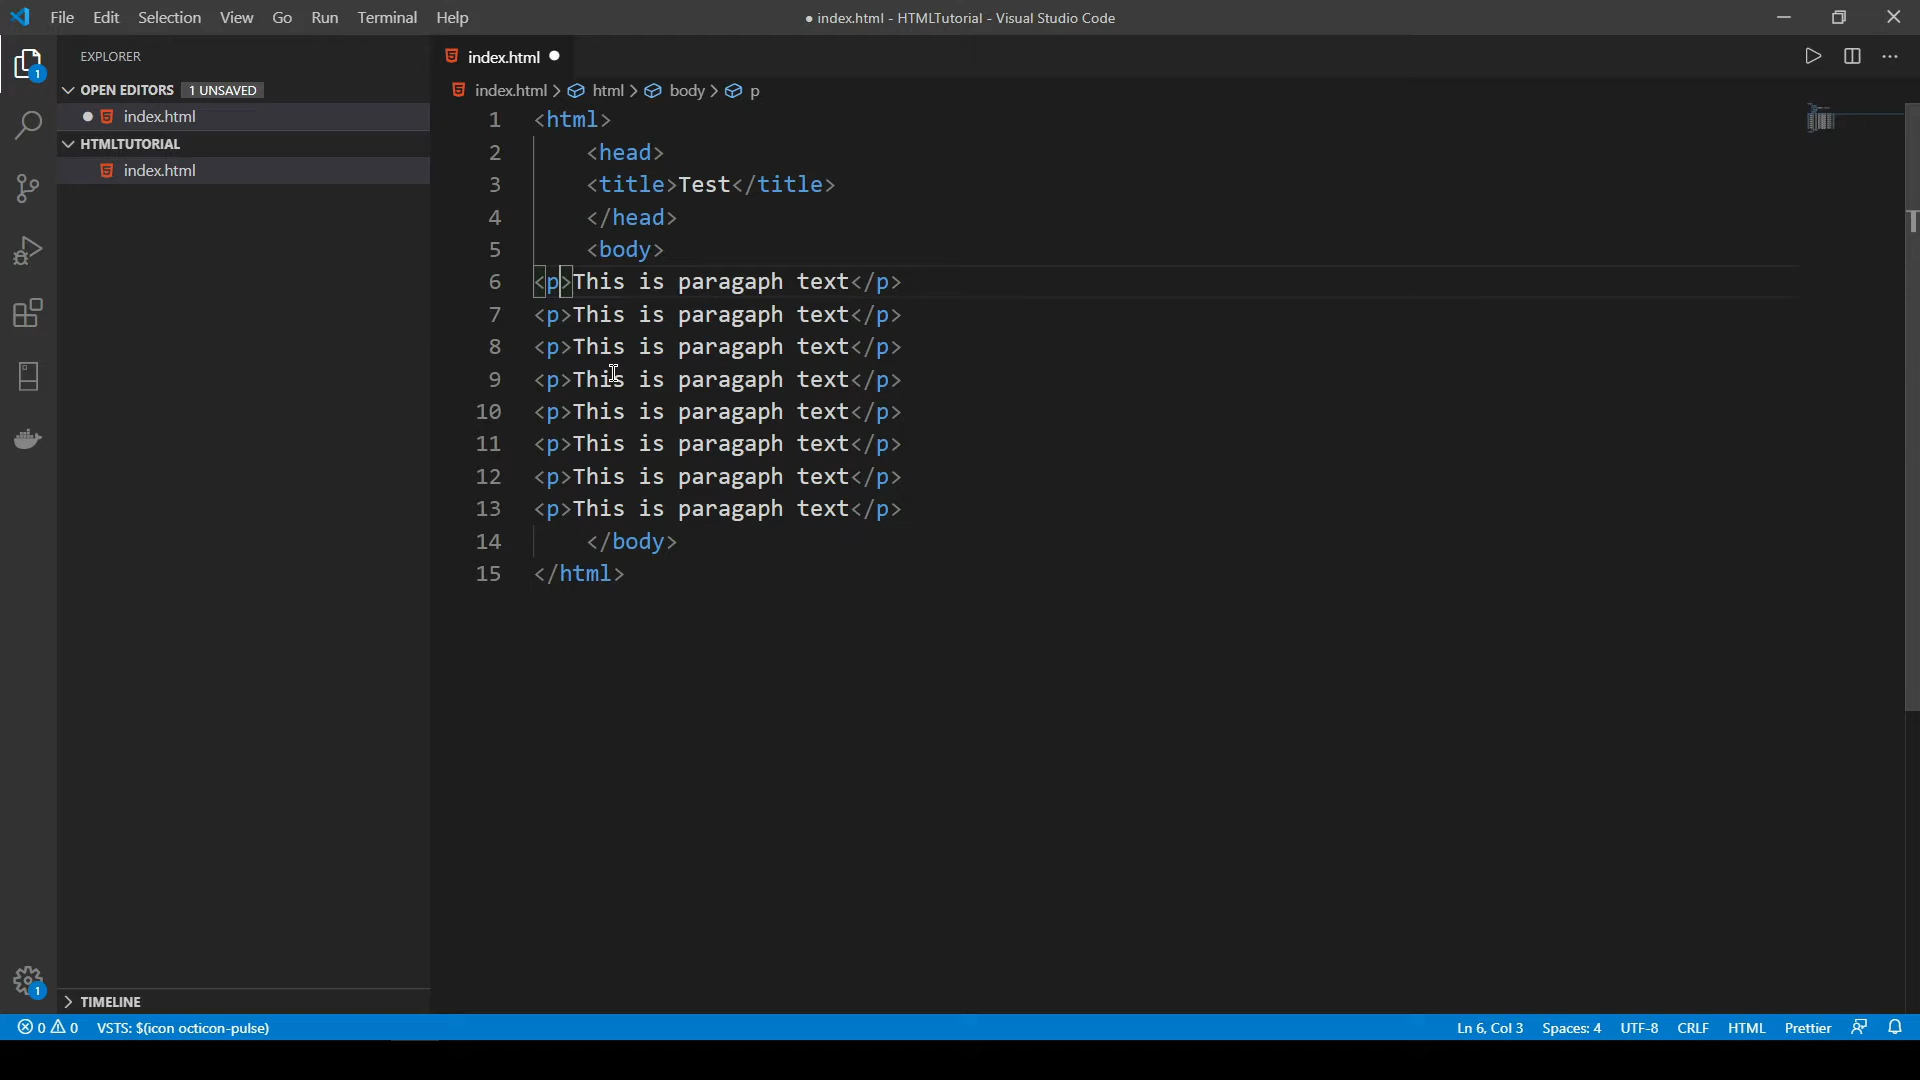 File Edit Selection View Go Run Terminal Help
● index.html - HTMLTutorial - Visual Studio Code
EXPLORER
OPEN EDITORS 1 UNSAVED
index.html
HTMLTUTORIAL
index.html
TIMELINE
1
1
index.html
index.html > html > body > p
1 <html>
2 <head>
3 <title>Test</title>
4 </head>
5 <body>
6 <p>This is paragaph text</p>
7 <p>This is paragaph text</p>
8 <p>This is paragaph text</p>
9 <p>This is paragaph text</p>
10 <p>This is paragaph text</p>
11 <p>This is paragaph text</p>
12 <p>This is paragaph text</p>
13 <p>This is paragaph text</p>
14 </body>
15 </html>
0 0 VSTS: $(icon octicon-pulse) Ln 6, Col 3 Spaces: 4 UTF-8 CRLF HTML Prettier